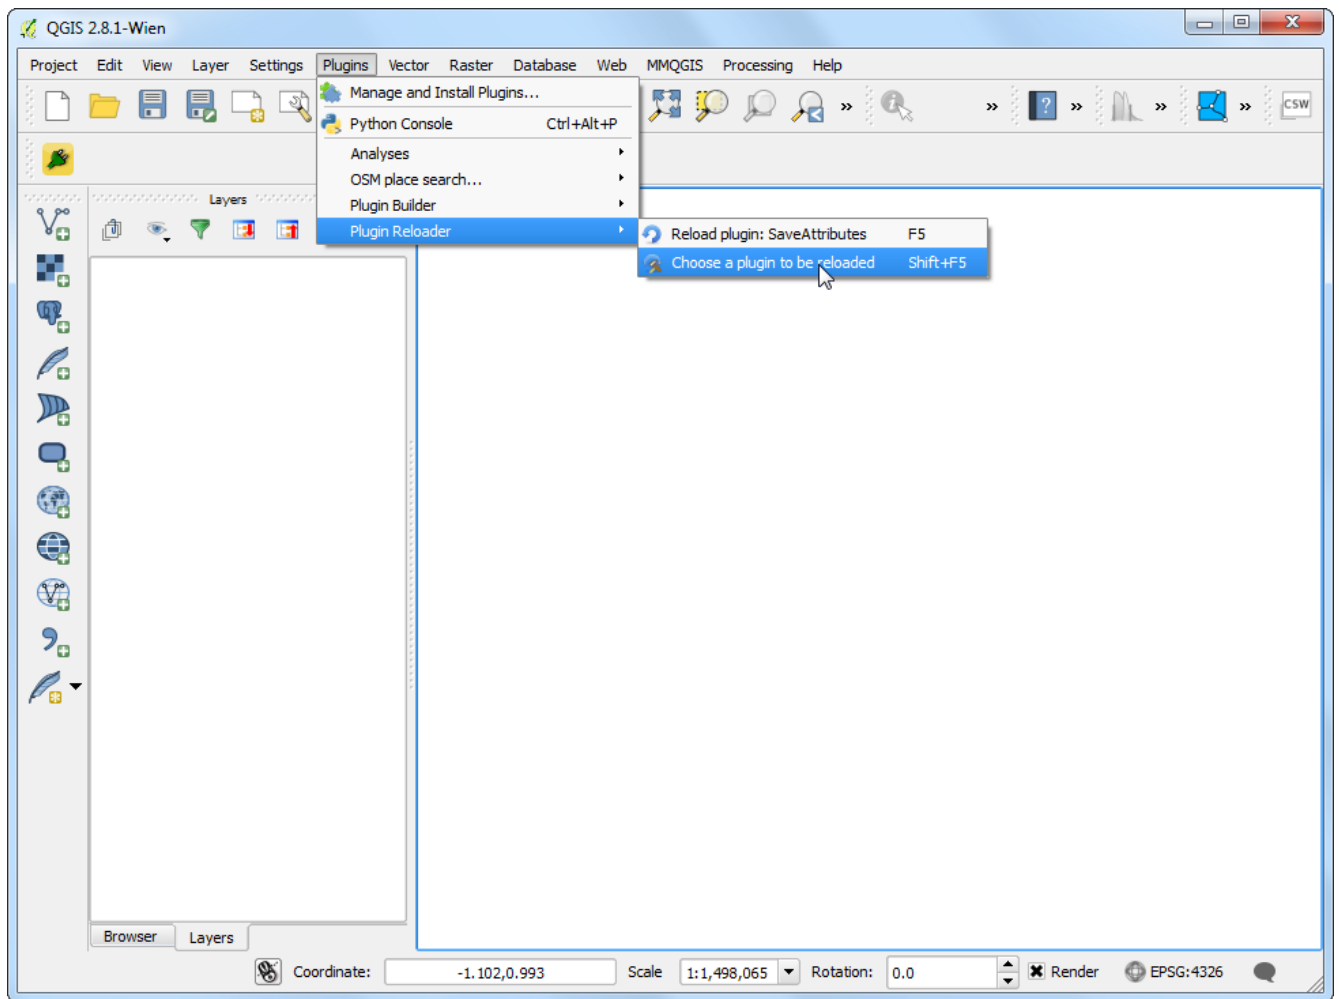 QGIS 2.8.1-Wien
Project Edit View Layer Settings Plugins Vector Raster Database Web MMQGIS Processing Help
Manage and Install Plugins...
» » » » » CSW
Python Console Ctrl+Alt+P
Analyses
OSM place search...
Layers
Plugin Builder
Plugin Reloader
Reload plugin: SaveAttributes F5
Choose a plugin to be reloaded Shift+F5
Browser Layers
Coordinate: -1.102,0.993 Scale 1:1,498,065 Rotation: 0.0 Render EPSG:4326